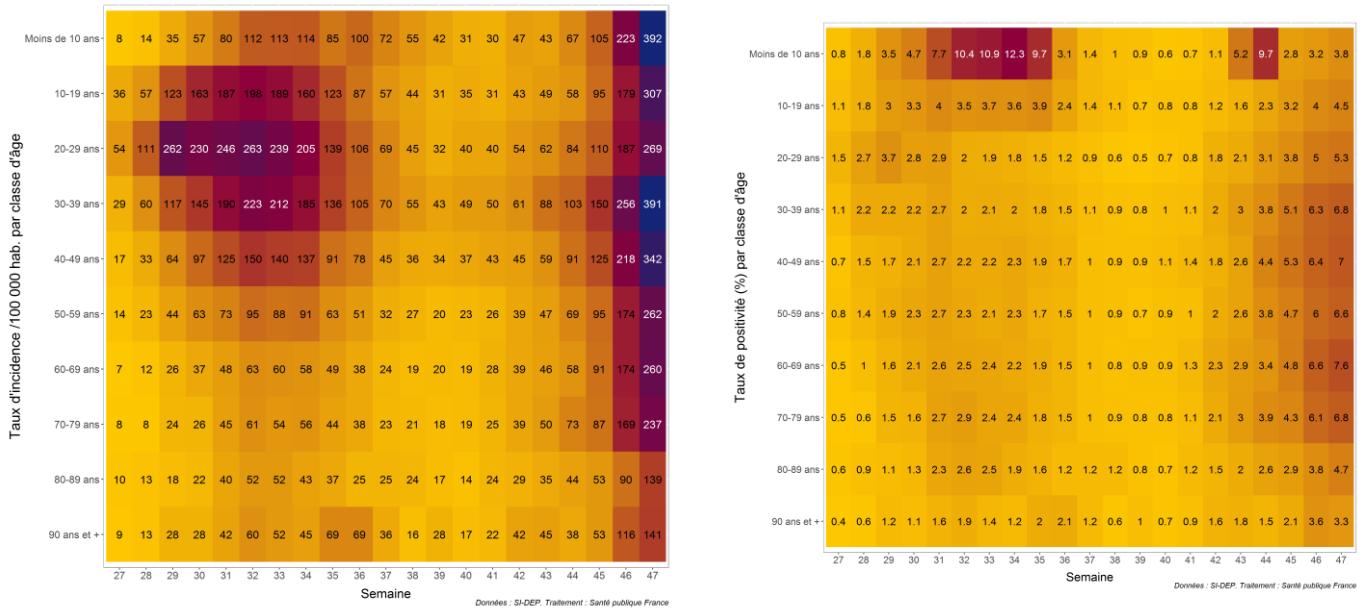 Taux d'incidence /100 000 hab. par classe d'âge
Moins de 10 ans 8 14 35 57 80 112 113 114 85 100 72 55 42 31 30 47 43 67 105 223 392
10-19 ans 36 57 123 163 187 198 189 160 123 87 57 44 31 35 31 43 49 58 95 179 307
20-29 ans 54 111 262 230 246 263 239 205 139 106 69 45 32 40 40 54 62 84 110 187 269
30-39 ans 29 60 117 145 190 223 212 185 136 105 70 55 43 49 50 61 88 103 150 256 391
40-49 ans 17 33 64 97 125 150 140 137 91 78 45 36 34 37 43 45 59 91 125 218 342
50-59 ans 14 23 44 63 73 95 88 91 63 51 32 27 20 23 26 39 47 69 95 174 262
60-69 ans 7 12 26 37 48 63 60 58 49 38 24 19 20 19 28 39 46 58 91 174 260
70-79 ans 8 8 24 26 45 61 54 56 44 38 23 21 18 19 25 39 50 73 87 169 237
80-89 ans 10 13 18 22 40 52 52 43 37 25 25 24 17 14 24 29 35 44 53 90 139
90 ans et + 9 13 28 28 42 60 52 45 69 69 36 16 28 17 22 42 45 38 53 116 141
27 28 29 30 31 32 33 34 35 36 37 38 39 40 41 42 43 44 45 46 47
Semaine
Données : SI-DEP. Traitement : Santé publique France
Taux de positivité (%) par classe d'âge
Moins de 10 ans 0.8 1.8 3.5 4.7 7.7 10.4 10.9 12.3 9.7 3.1 1.4 1 0.9 0.6 0.7 1.1 5.2 9.7 2.8 3.2 3.8
10-19 ans 1.1 1.8 3 3.3 4 3.5 3.7 3.6 3.9 2.4 1.4 1.1 0.7 0.8 0.8 1.2 1.6 2.3 3.2 4 4.5
20-29 ans 1.5 2.7 3.7 2.8 2.9 2 1.9 1.8 1.5 1.2 0.9 0.6 0.5 0.7 0.8 1.8 2.1 3.1 3.8 5 5.3
30-39 ans 1.1 2.2 2.2 2.2 2.7 2 2.1 2 1.8 1.5 1.1 0.9 0.8 1 1.1 2 3 3.8 5.1 6.3 6.8
40-49 ans 0.7 1.5 1.7 2.1 2.7 2.2 2.2 2.3 1.9 1.7 1 0.9 0.9 1.1 1.4 1.8 2.6 4.4 5.3 6.4 7
50-59 ans 0.8 1.4 1.9 2.3 2.7 2.3 2.1 2.3 1.7 1.5 1 0.9 0.7 0.9 1 2 2.6 3.8 4.7 6 6.6
60-69 ans 0.5 1 1.6 2.1 2.6 2.5 2.4 2.2 1.9 1.5 1 0.8 0.9 0.9 1.3 2.3 2.9 3.4 4.8 6.6 7.6
70-79 ans 0.5 0.6 1.5 1.6 2.7 2.9 2.4 2.4 1.8 1.5 1 0.9 0.8 0.8 1.1 2.1 3 3.9 4.3 6.1 6.8
80-89 ans 0.6 0.9 1.1 1.3 2.3 2.6 2.5 1.9 1.6 1.2 1.2 1.2 0.8 0.7 1.2 1.5 2 2.6 2.9 3.8 4.7
90 ans et + 0.4 0.6 1.2 1.1 1.6 1.9 1.4 1.2 2 2.1 1.2 0.6 1 0.7 0.9 1.6 1.8 1.5 2.1 3.6 3.3
27 28 29 30 31 32 33 34 35 36 37 38 39 40 41 42 43 44 45 46 47
Semaine
Données : SI-DEP. Traitement : Santé publique France